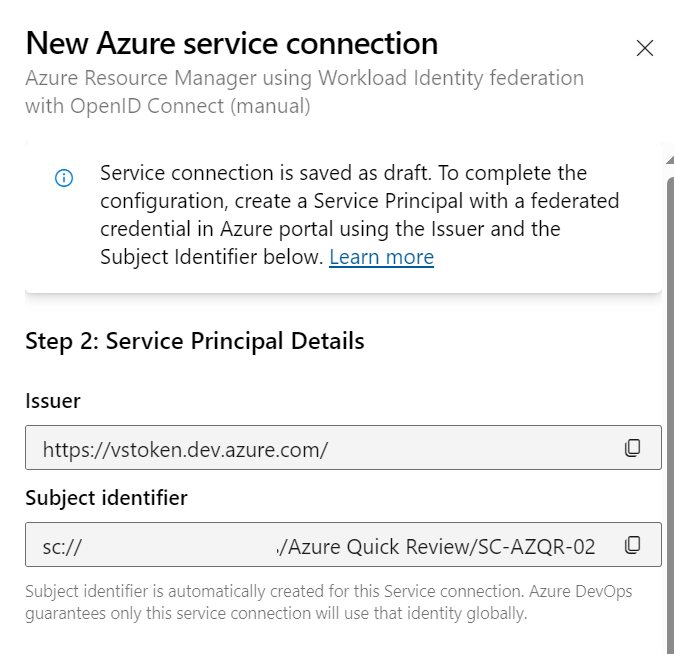 New Azure service connection
Azure Resource Manager using Workload Identity federation
with OpenID Connect (manual)
Service connection is saved as draft. To complete the
configuration, create a Service Principal with a federated
credential in Azure portal using the Issuer and the
Subject Identifier below. Learn more
Step 2: Service Principal Details
Issuer
https://vstoken.dev.azure.com/
Subject identifier
sc:// /Azure Quick Review/SC-AZQR-02
Subject identifier is automatically created for this Service connection. Azure DevOps
guarantees only this service connection will use that identity globally.